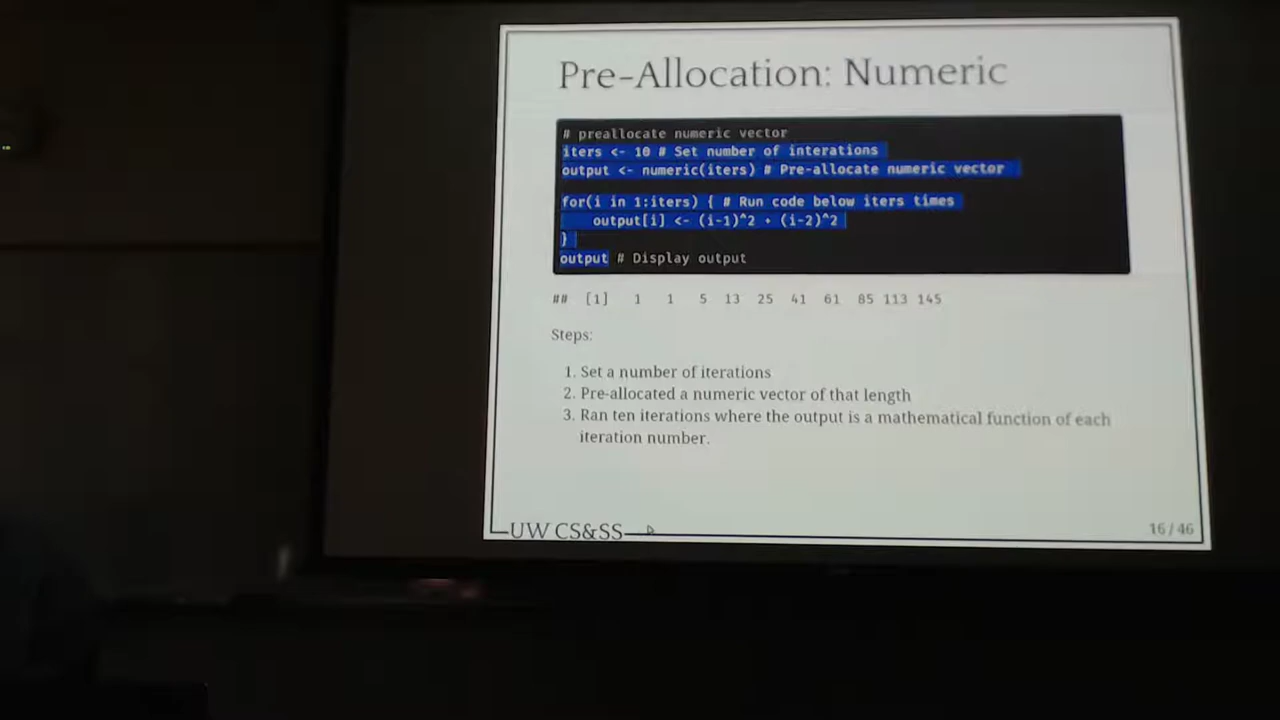 Pre-Allocation: Numeric
# preallocate numeric vector
iters <- 10 # Set number of interations
output <- numeric(iters) # Pre-allocate numeric vector
for(i in 1:iters) { # Run code below iters times
output[i] <- (i-1)^2 + (i-2)^2
}
output # Display output
## [1] 1 1 5 13 25 41 61 85 113 145
Steps:
1. Set a number of iterations
2. Pre-allocated a numeric vector of that length
3. Ran ten iterations where the output is a mathematical function of each
iteration number.
UW CS&SS
16 / 46